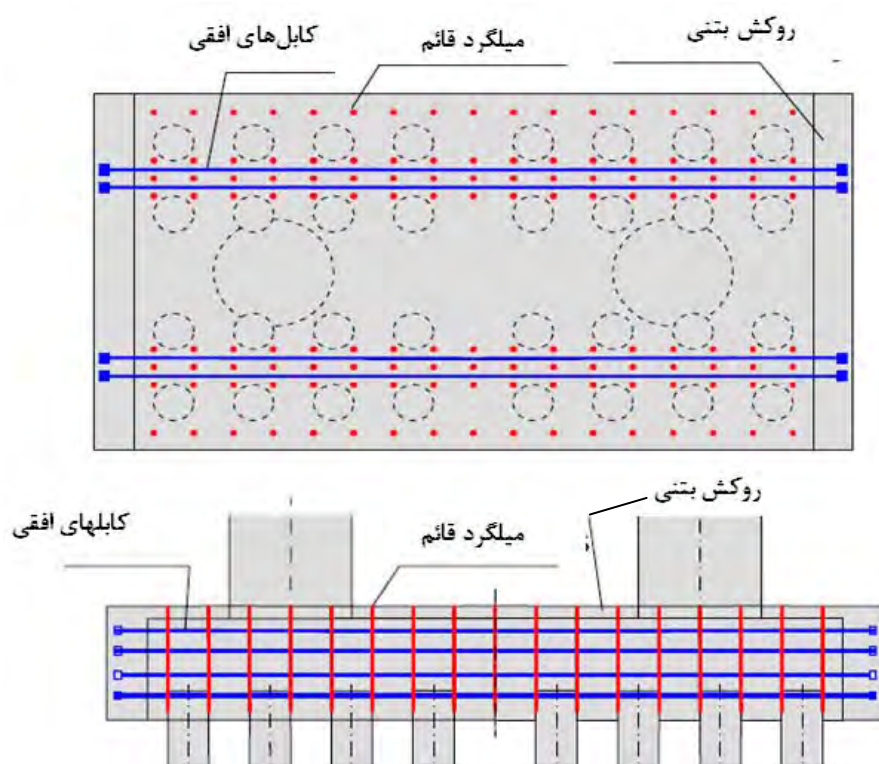 روکش بتنی
میلگرد قائم
کابل‌های افقی
روکش بتنی
میلگرد قائم
کابلهای افقی